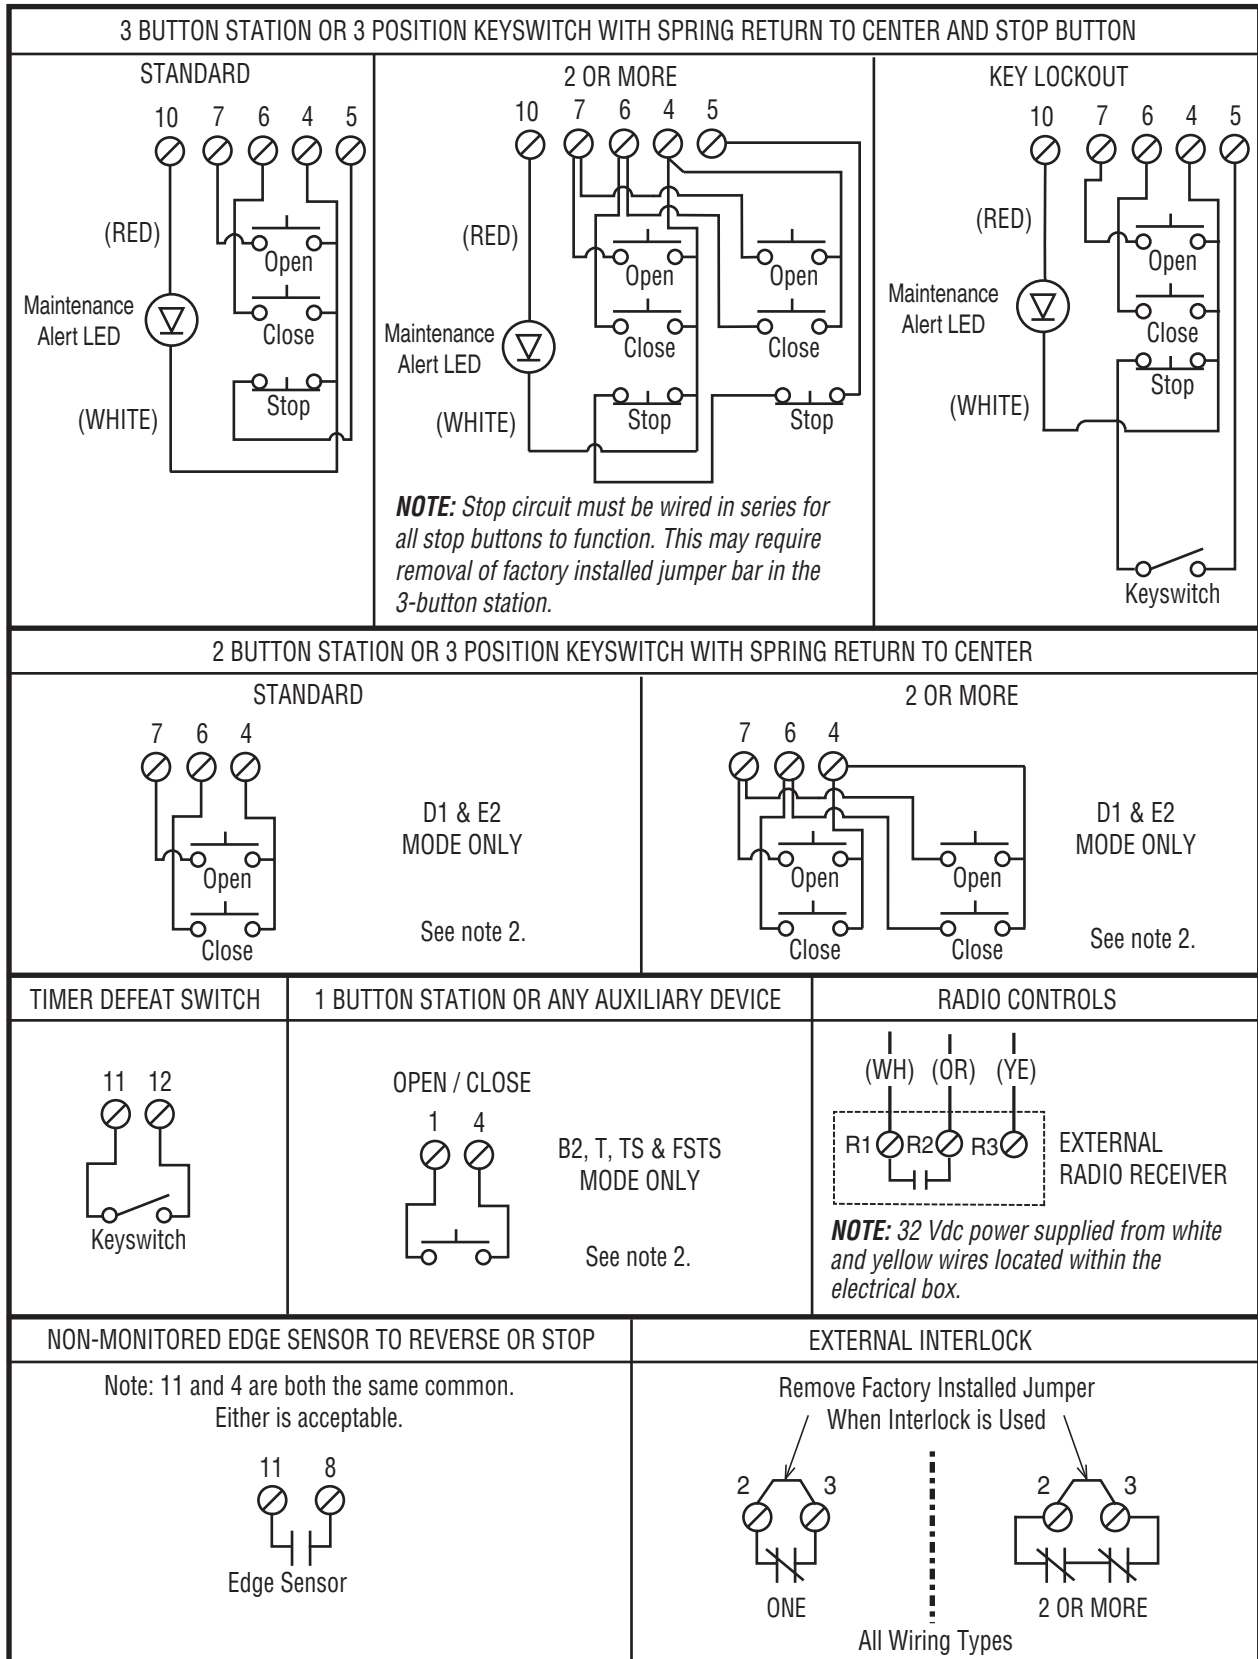 3 BUTTON STATION OR 3 POSITION KEYSWITCH WITH SPRING RETURN TO CENTER AND STOP BUTTON
STANDARD
10 7 6 4 5
(RED)
Open
Maintenance
Alert LED
Close
Stop
(WHITE)
2 OR MORE
10 7 6 4 5
(RED)
Open Open
Maintenance
Alert LED
Close Close
(WHITE)
Stop Stop
NOTE: Stop circuit must be wired in series for
all stop buttons to function. This may require
removal of factory installed jumper bar in the
3-button station.
KEY LOCKOUT
10 7 6 4 5
(RED)
Open
Maintenance
Alert LED
Close
Stop
(WHITE)
Keyswitch
2 BUTTON STATION OR 3 POSITION KEYSWITCH WITH SPRING RETURN TO CENTER
STANDARD
7 6 4
Open
Close
D1 & E2
MODE ONLY
See note 2.
2 OR MORE
7 6 4
Open Open
Close Close
D1 & E2
MODE ONLY
See note 2.
TIMER DEFEAT SWITCH
11 12
Keyswitch
1 BUTTON STATION OR ANY AUXILIARY DEVICE
OPEN / CLOSE
1 4
B2, T, TS & FSTS
MODE ONLY
See note 2.
RADIO CONTROLS
(WH) (OR) (YE)
R1 R2 R3
EXTERNAL
RADIO RECEIVER
NOTE: 32 Vdc power supplied from white
and yellow wires located within the
electrical box.
NON-MONITORED EDGE SENSOR TO REVERSE OR STOP
Note: 11 and 4 are both the same common.
Either is acceptable.
11 8
Edge Sensor
EXTERNAL INTERLOCK
Remove Factory Installed Jumper
When Interlock is Used
2 3 2 3
ONE 2 OR MORE
All Wiring Types